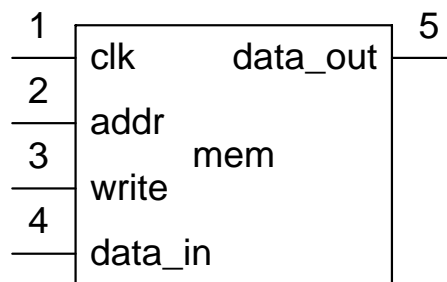 1
clk
data_out
5
2
addr
3
mem
write
4
data_in